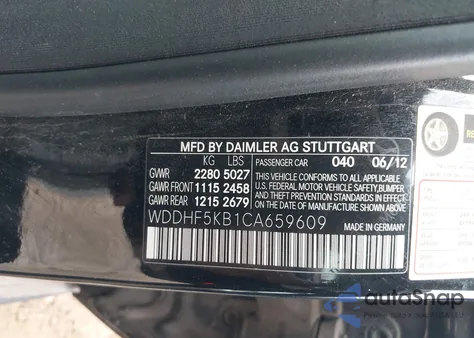 MFD BY DAIMLER AG STUTTGART
KG LBS PASSENGER CAR 040 06/12
GVWR 2280 5027 THIS VEHICLE CONFORMS TO ALL
GAWR FRONT 1115 2458 APPLICABLE U.S. FEDERAL MOTOR
GAWR REAR 1215 2679 VEHICLE SAFETY, BUMPER
AND THEFT PREVENTION STANDARDS
IN EFFECT ON THE DATE OF
MANUFACTURE SHOWN ABOVE.
WDDHF5KB1CA659609
MADE IN GERMANY
autoSnap